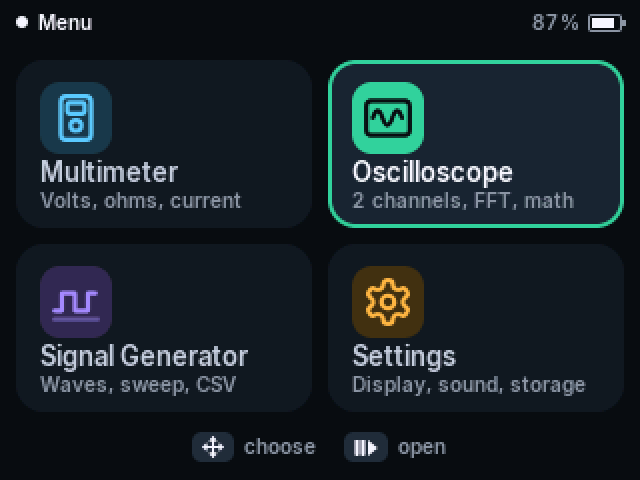 Menu
87%
Multimeter
Volts, ohms, current
Oscilloscope
2 channels, FFT, math
Signal Generator
Waves, sweep, CSV
Settings
Display, sound, storage
choose
open